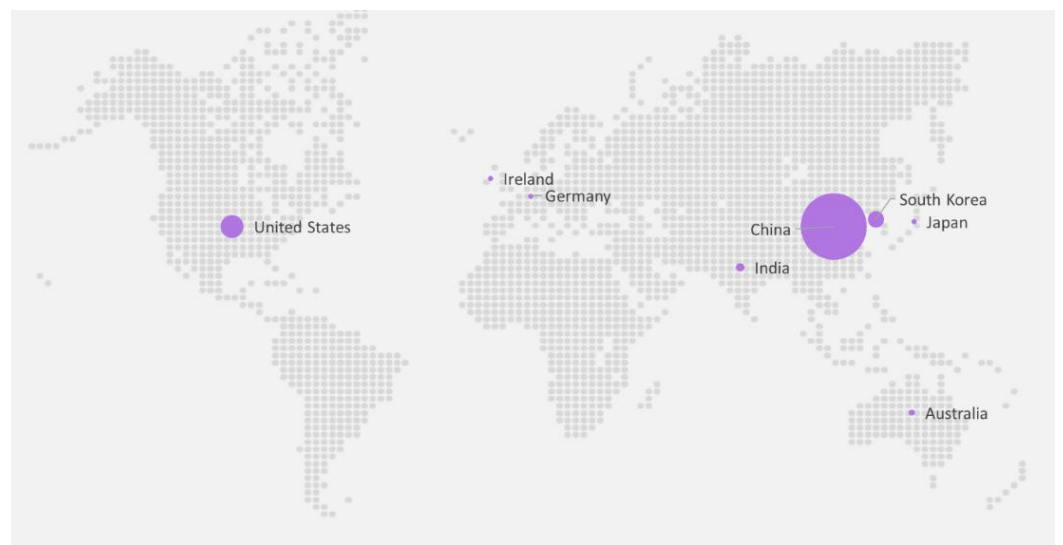 Ireland
Germany
South Korea
United States
China
Japan
India
Australia